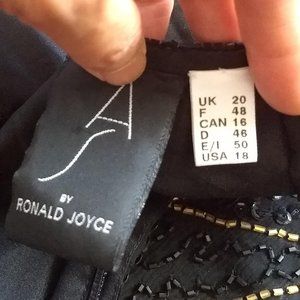 A
BY
RONALD JOYCE
UK 20
F 48
CAN 16
D 46
E/I 50
USA 18